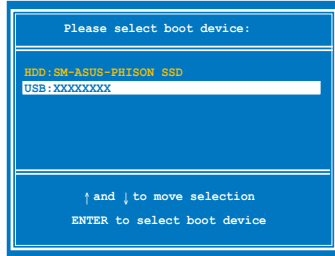 Please select boot device:
HDD:SM-ASUS-PHISON SSD
USB:XXXXXXXX
↑ and ↓ to move selection
ENTER to select boot device